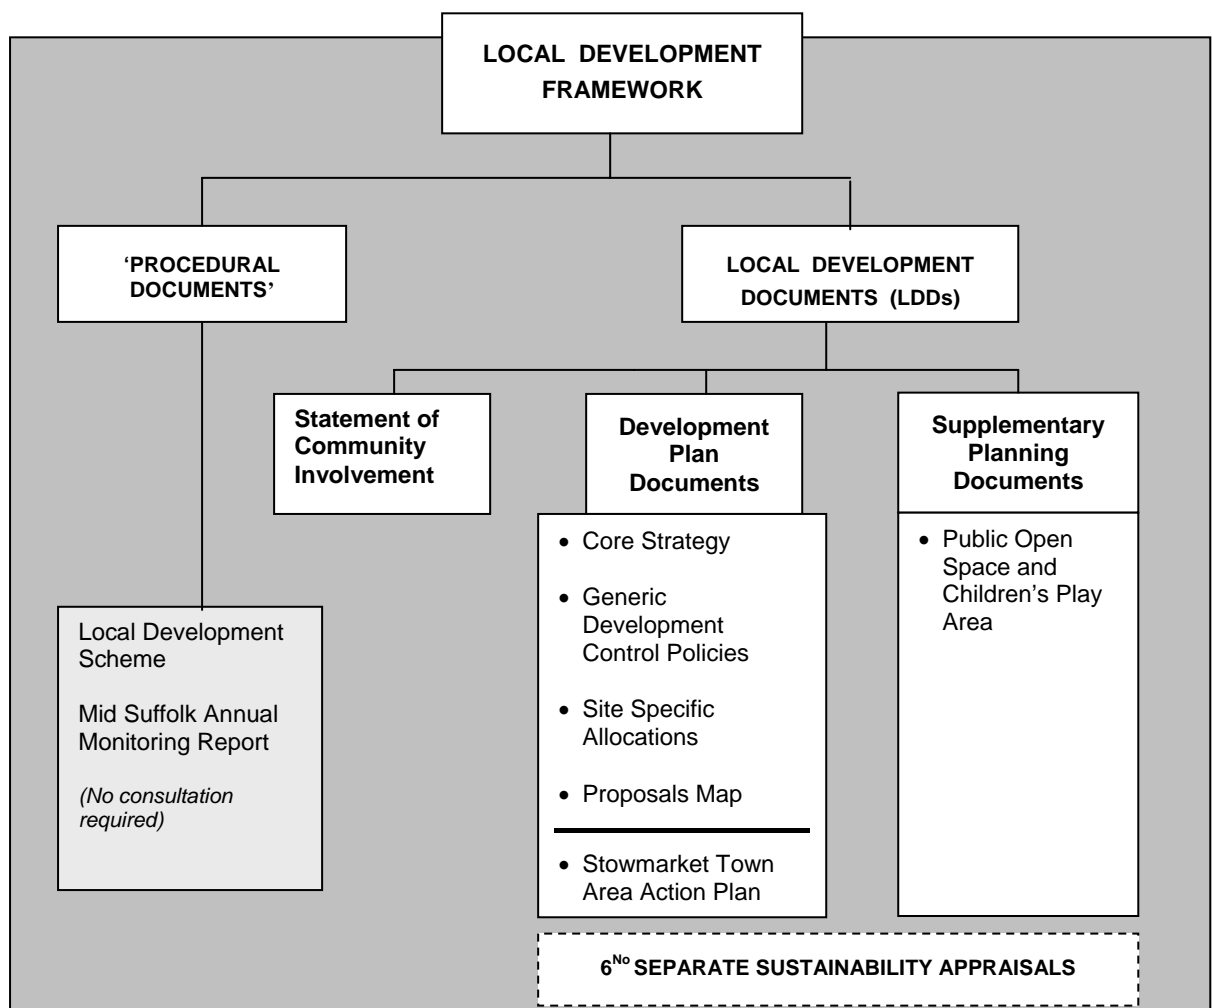 LOCAL DEVELOPMENT
FRAMEWORK
‘PROCEDURAL
DOCUMENTS’
LOCAL DEVELOPMENT
DOCUMENTS (LDDs)
Statement of
Community
Involvement
Development
Plan
Documents
Supplementary
Planning
Documents
Local Development
Scheme
Mid Suffolk Annual
Monitoring Report
(No consultation
required)
• Core Strategy
• Generic
Development
Control Policies
• Site Specific
Allocations
• Proposals Map
• Stowmarket Town
Area Action Plan
• Public Open
Space and
Children’s Play
Area
6No SEPARATE SUSTAINABILITY APPRAISALS